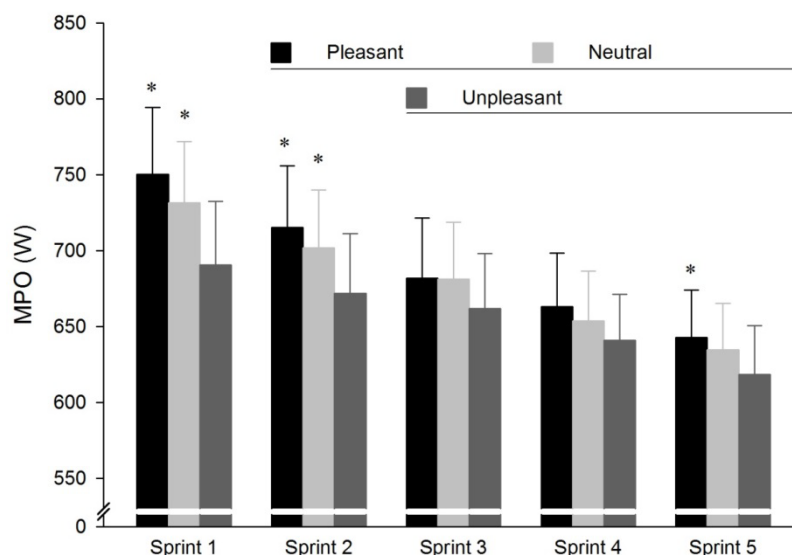 850
Pleasant Neutral
Unpleasant
800
* *
* *
750
700
*
650
600
550
0
MPO (W)
Sprint 1 Sprint 2 Sprint 3 Sprint 4 Sprint 5